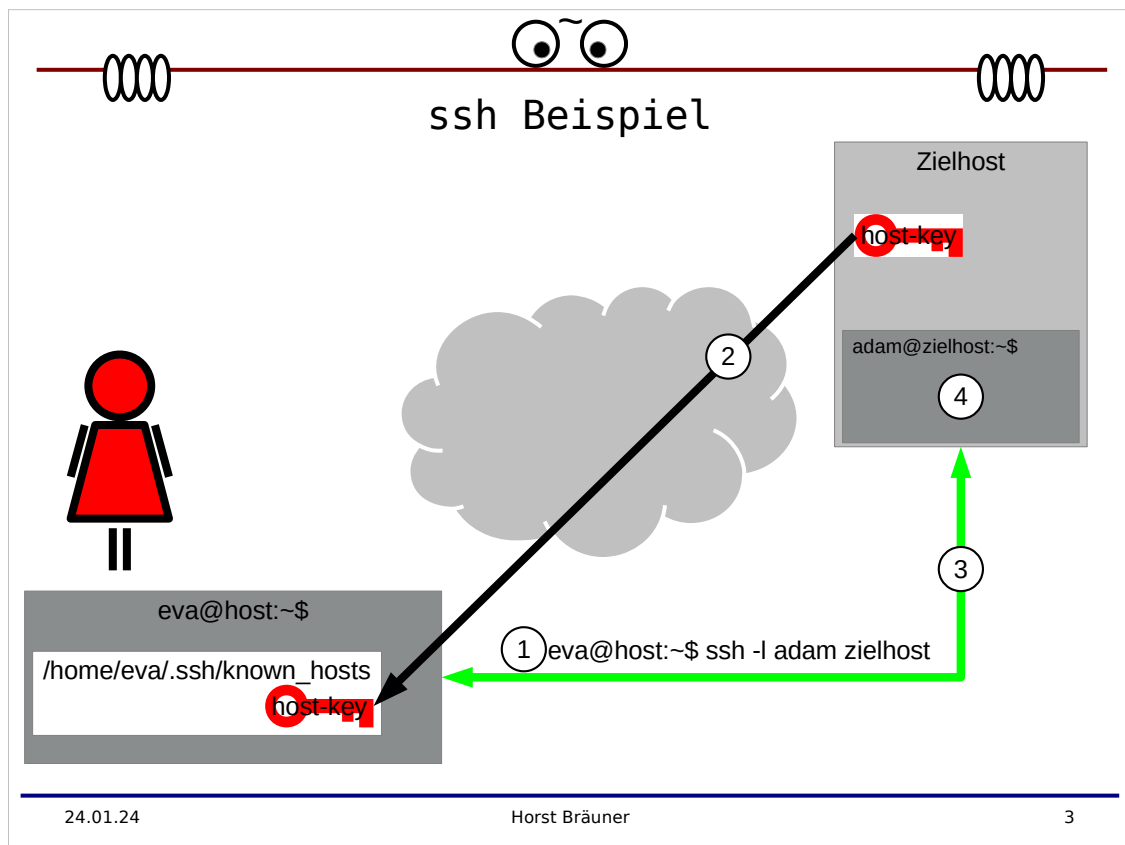 ~
ssh Beispiel
Zielhost
host-key
2
adam@zielhost:~$
4
3
eva@host:~$
1 eva@host:~$ ssh -l adam zielhost
/home/eva/.ssh/known_hosts
host-key
24.01.24 Horst Bräuner 3